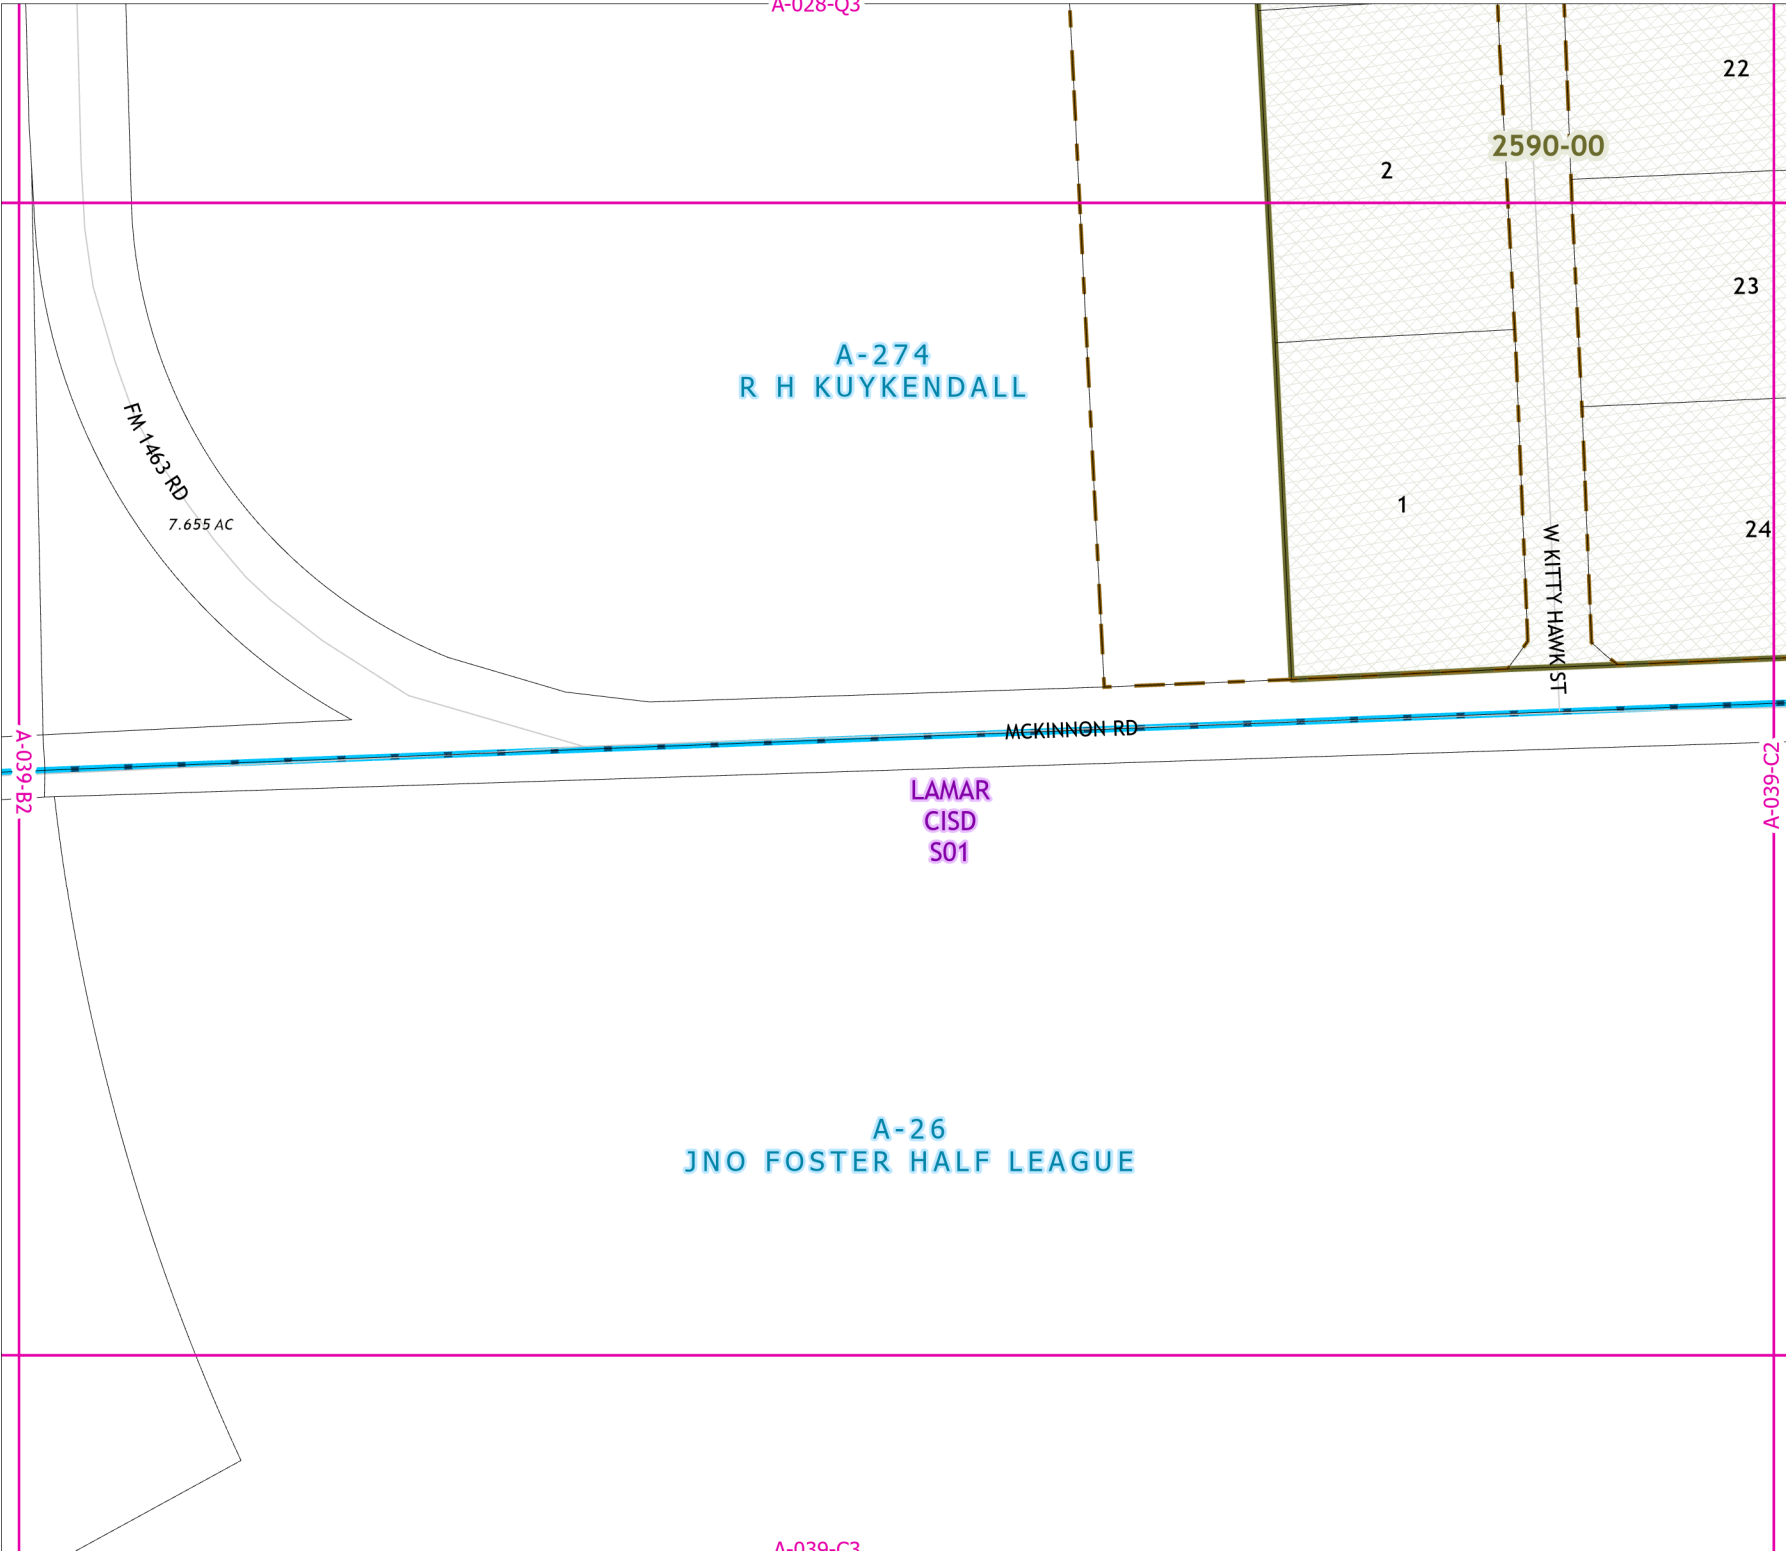 A-028-Q3
22
2590-00
2
23
A-274
R H KUYKENDALL
FM 1463 RD
7.655 AC
1
24
W KITTY HAWK ST
MCKINNON RD
A-039-B2
A-039-C2
LAMAR
CISD
S01
A-26
JNO FOSTER HALF LEAGUE
A-039-C3